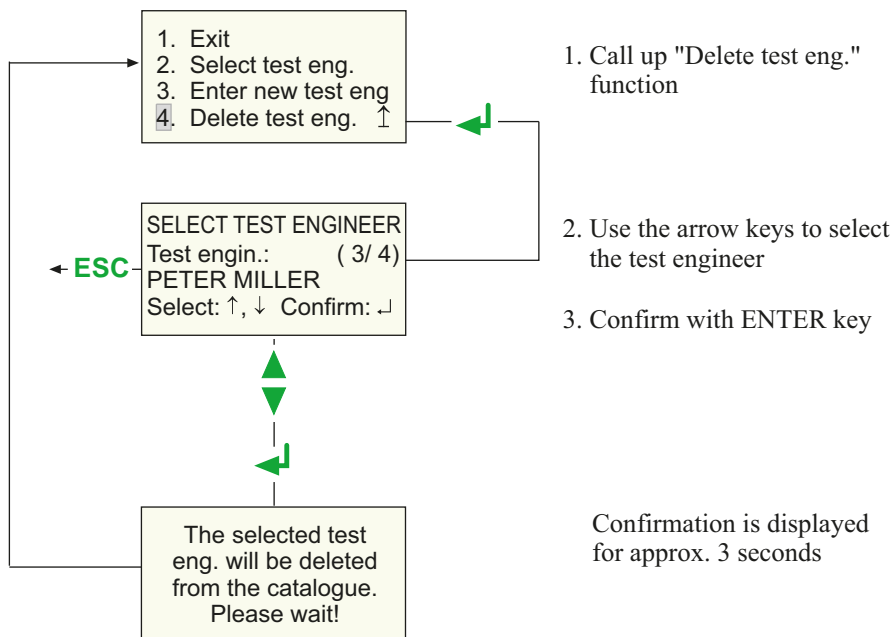 1. Exit
2. Select test eng.
3. Enter new test eng
4. Delete test eng. ↑
1. Call up "Delete test eng."
function
SELECT TEST ENGINEER
Test engin.: ( 3/ 4)
PETER MILLER
Select: ↑, ↓ Confirm: ↵
ESC
2. Use the arrow keys to select
the test engineer
3. Confirm with ENTER key
The selected test
eng. will be deleted
from the catalogue.
Please wait!
Confirmation is displayed
for approx. 3 seconds